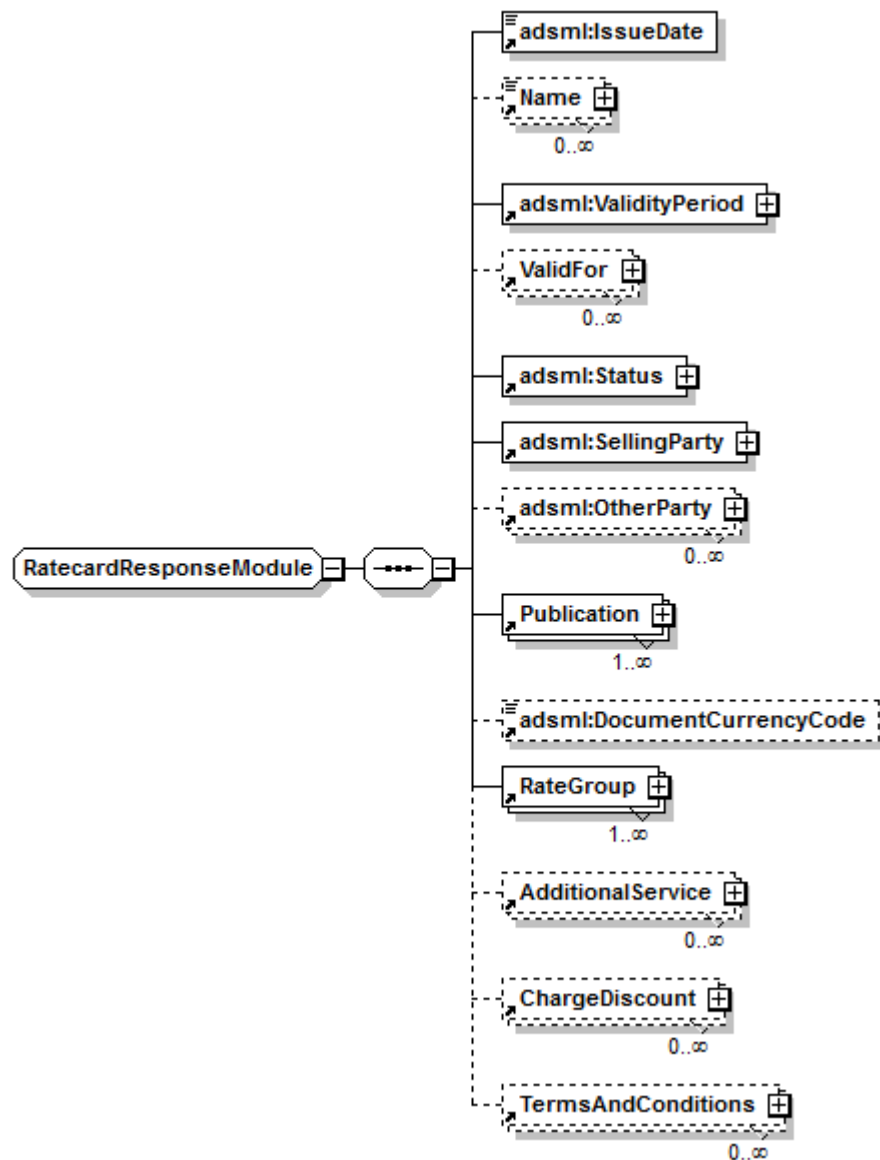 adsml:IssueDate
Name
0..∞
adsml:ValidityPeriod
ValidFor
0..∞
adsml:Status
adsml:SellingParty
adsml:OtherParty
0..∞
RatecardResponseModule
Publication
1..∞
adsml:DocumentCurrencyCode
RateGroup
1..∞
AdditionalService
0..∞
ChargeDiscount
0..∞
TermsAndConditions
0..∞